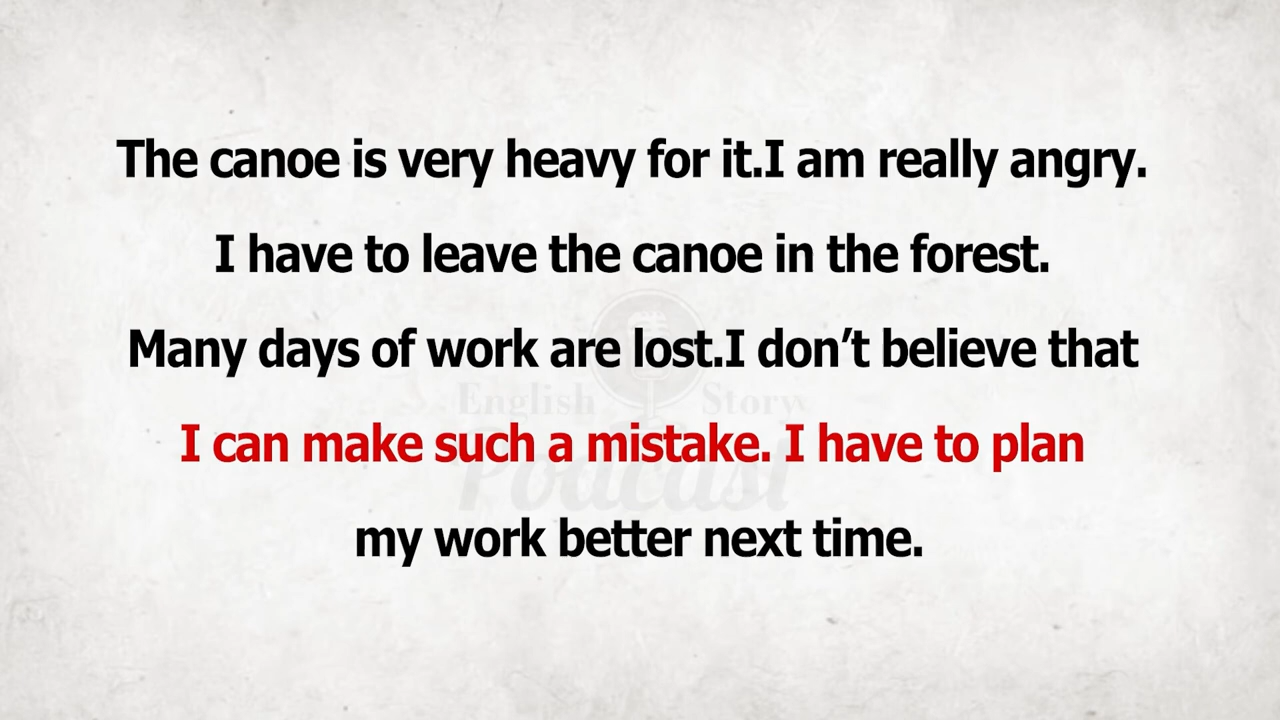 The canoe is very heavy for it.I am really angry.
I have to leave the canoe in the forest.
Many days of work are lost.I don’t believe that
I can make such a mistake. I have to plan
my work better next time.
English Story
Podcast